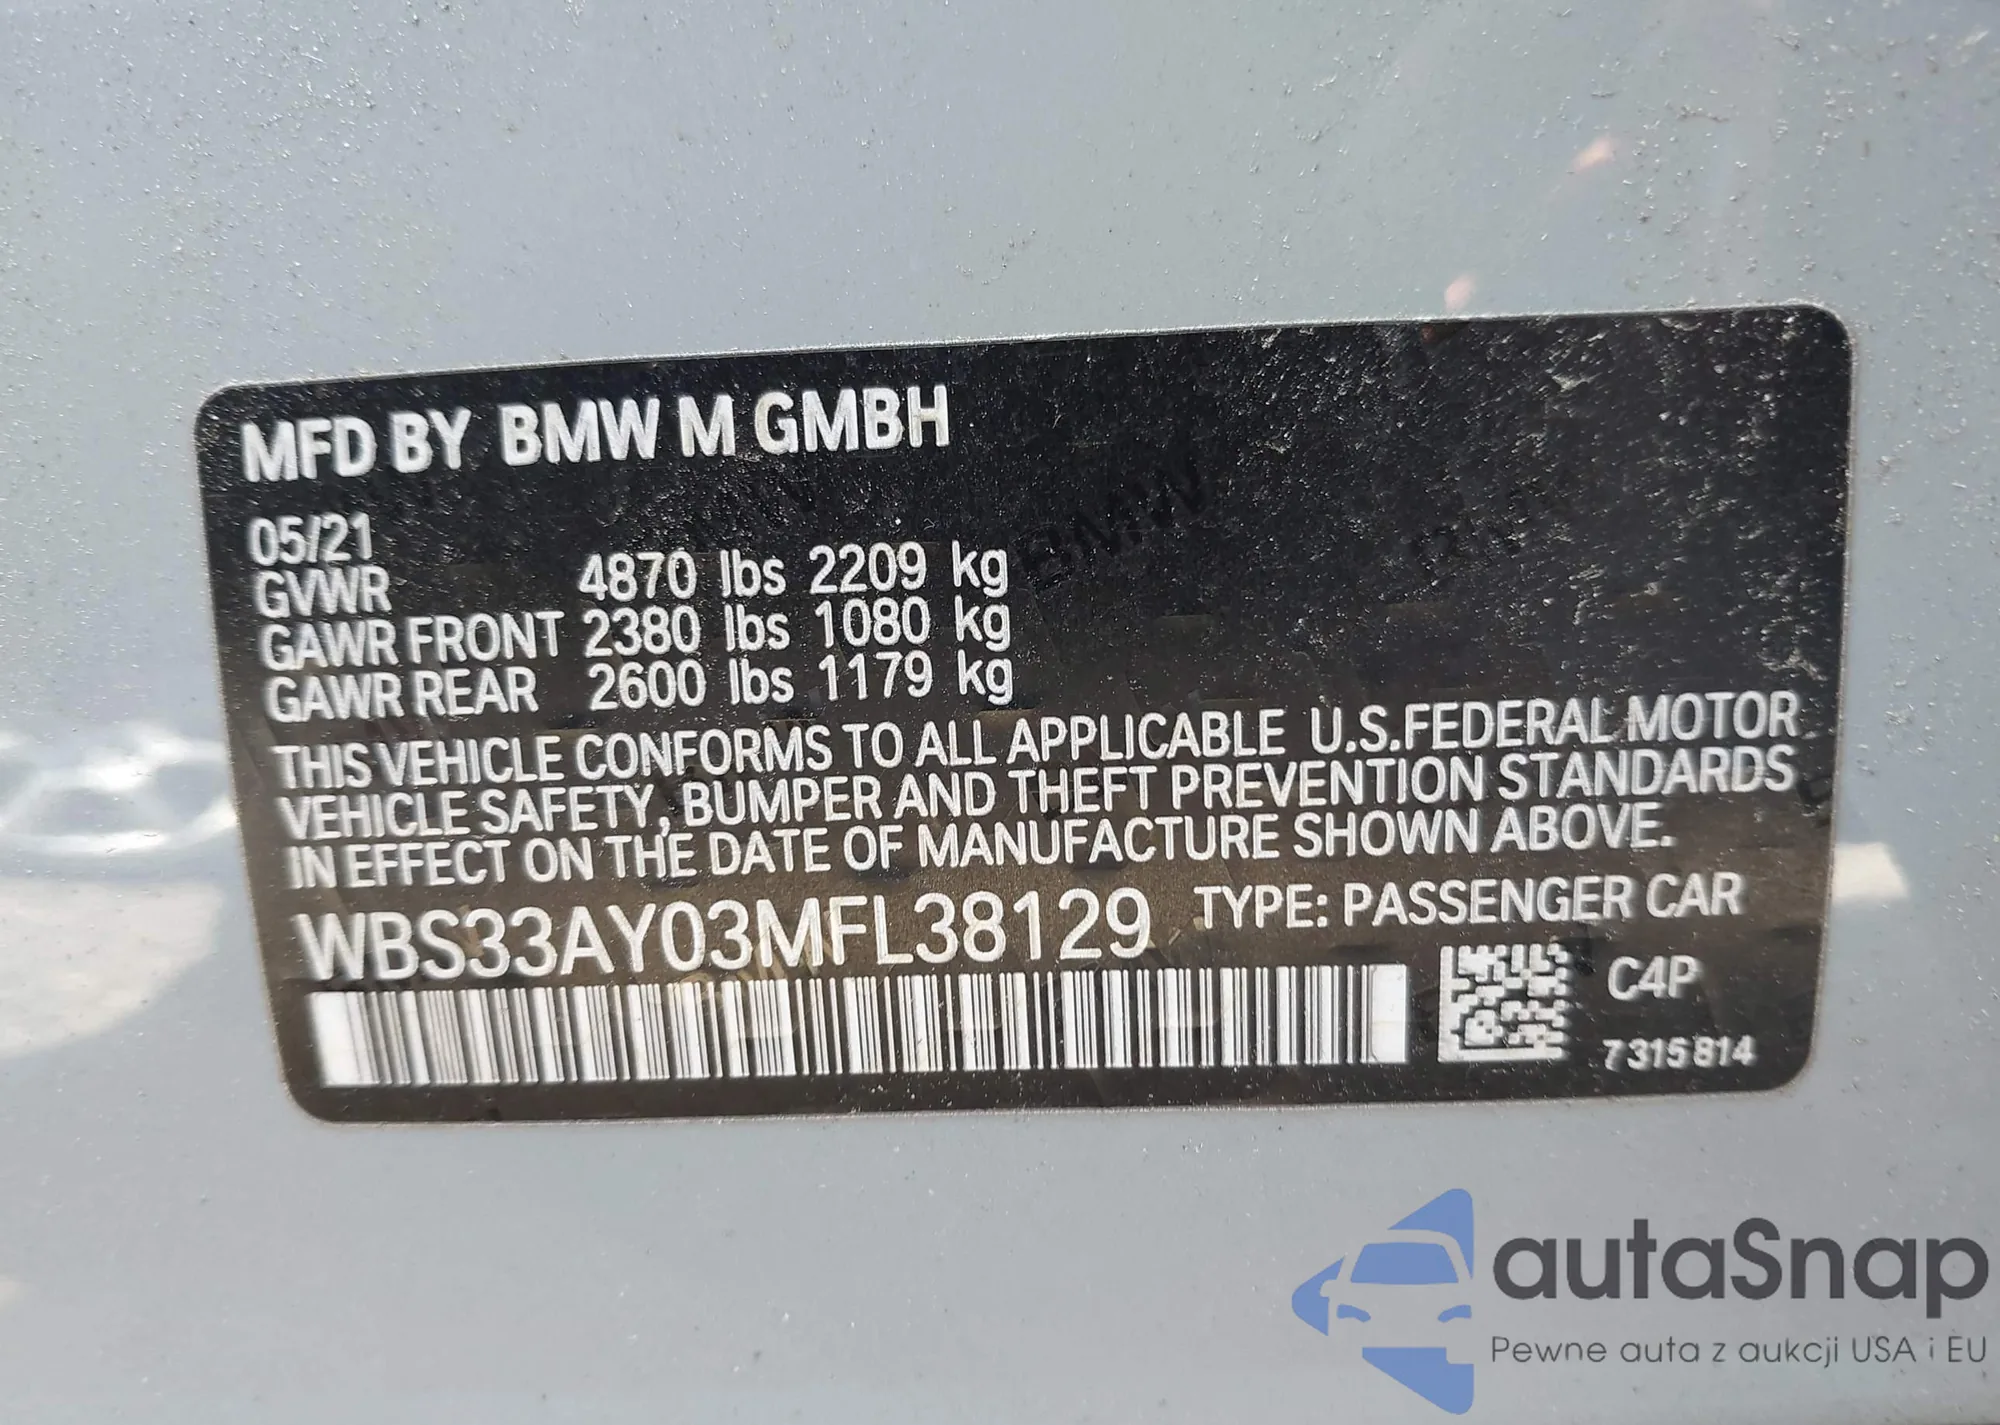 MFD BY BMW M GMBH
05/21
GVWR 4870 lbs 2209 kg
GAWR FRONT 2380 lbs 1080 kg
GAWR REAR 2600 lbs 1179 kg
THIS VEHICLE CONFORMS TO ALL APPLICABLE U.S.FEDERAL MOTOR
VEHICLE SAFETY, BUMPER AND THEFT PREVENTION STANDARDS
IN EFFECT ON THE DATE OF MANUFACTURE SHOWN ABOVE.
WBS33AY03MFL38129 TYPE: PASSENGER CAR
C4P
7315814
autaSnap
Pewne auta z aukcji USA i EU